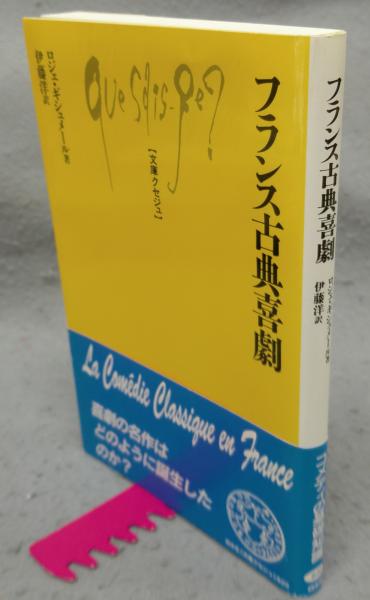 フランス古典喜劇
Que sais-je?
【文庫クセジュ】
ロジェ・ギシュメール著
伊藤洋訳
La Comédie Classique en France
喜劇の名作は
どのように誕生した
のか?
フランス古典喜劇
ロジェ・ギシュメール著
伊藤洋訳